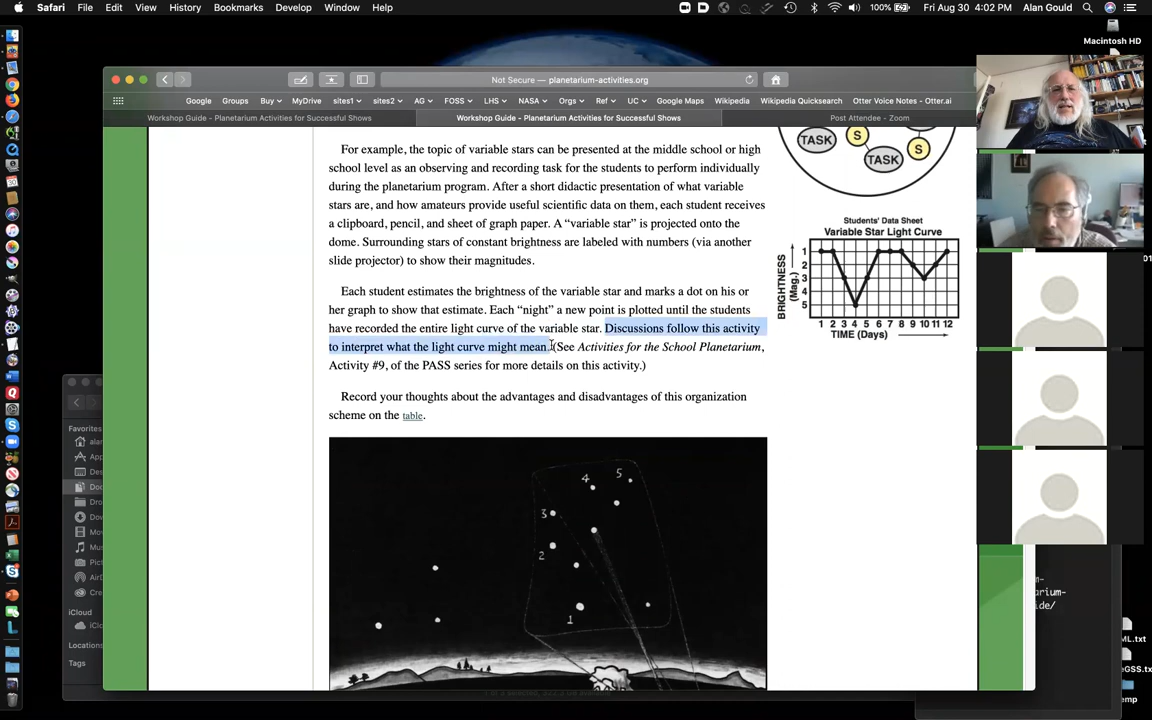 Safari File Edit View History Bookmarks Develop Window Help
100% Fri Aug 30 4:02 PM Alan Gould
Macintosh HD
Not Secure — planetarium-activities.org
Google Groups Buy MyDrive sites1 sites2 AG FOSS LHS NASA Orgs Ref UC Google Maps Wikipedia Wikipedia Quicksearch Otter Voice Notes - Otter.ai
Workshop Guide - Planetarium Activities for Successful Shows
Workshop Guide - Planetarium Activities for Successful Shows
Post Attendee - Zoom
For example, the topic of variable stars can be presented at the middle school or high
school level as an observing and recording task for the students to perform individually
during the planetarium program. After a short didactic presentation of what variable
stars are, and how amateurs provide useful scientific data on them, each student receives
a clipboard, pencil, and sheet of graph paper. A “variable star” is projected onto the
dome. Surrounding stars of constant brightness are labeled with numbers (via another
slide projector) to show their magnitudes.
Each student estimates the brightness of the variable star and marks a dot on his or
her graph to show that estimate. Each “night” a new point is plotted until the students
have recorded the entire light curve of the variable star. Discussions follow this activity
to interpret what the light curve might mean. (See Activities for the School Planetarium,
Activity #9, of the PASS series for more details on this activity.)
Record your thoughts about the advantages and disadvantages of this organization
scheme on the table.
TASK S TASK S
Students' Data Sheet
Variable Star Light Curve
BRIGHTNESS
(Mag.)
1
2
3
4
5
1 2 3 4 5 6 7 8 9 10 11 12
TIME (Days)
4 5
3
2
1
Favorites
iCloud
Locations
Tags